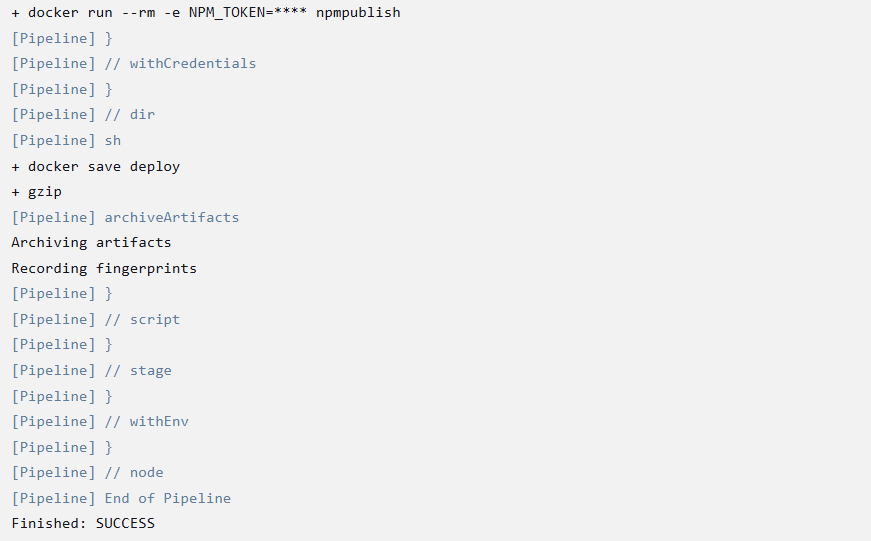 + docker run --rm -e NPM_TOKEN=**** npmpublish
[Pipeline] }
[Pipeline] // withCredentials
[Pipeline] }
[Pipeline] // dir
[Pipeline] sh
+ docker save deploy
+ gzip
[Pipeline] archiveArtifacts
Archiving artifacts
Recording fingerprints
[Pipeline] }
[Pipeline] // script
[Pipeline] }
[Pipeline] // stage
[Pipeline] }
[Pipeline] // withEnv
[Pipeline] }
[Pipeline] // node
[Pipeline] End of Pipeline
Finished: SUCCESS